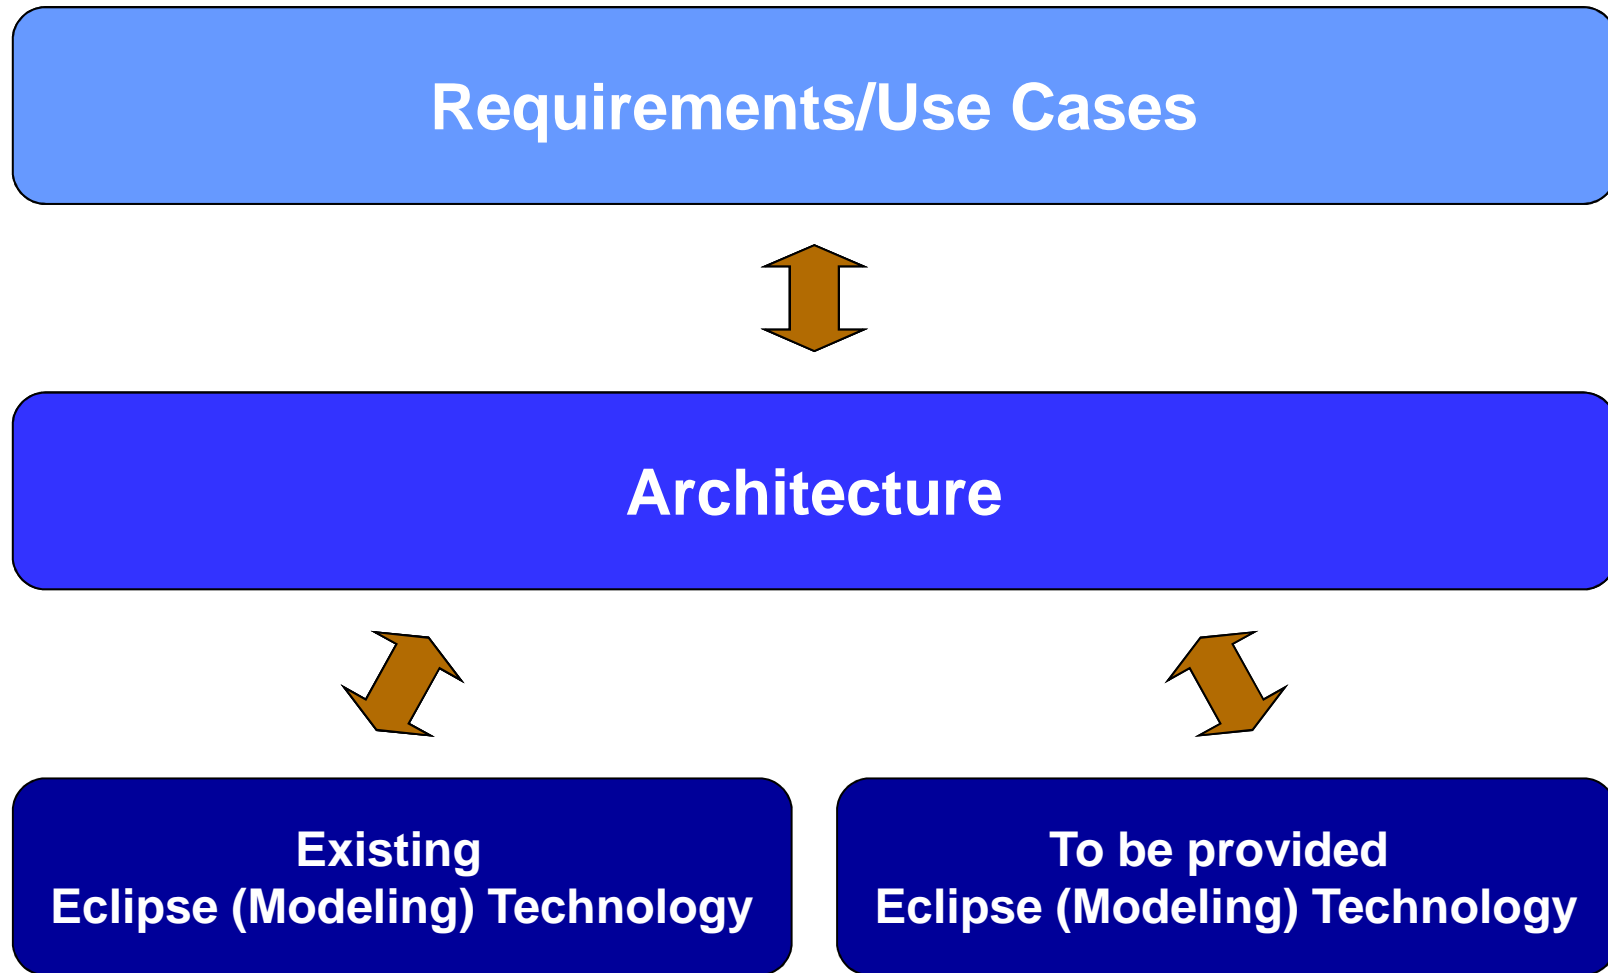 Requirements/Use Cases
Architecture
Existing
Eclipse (Modeling) Technology
To be provided
Eclipse (Modeling) Technology